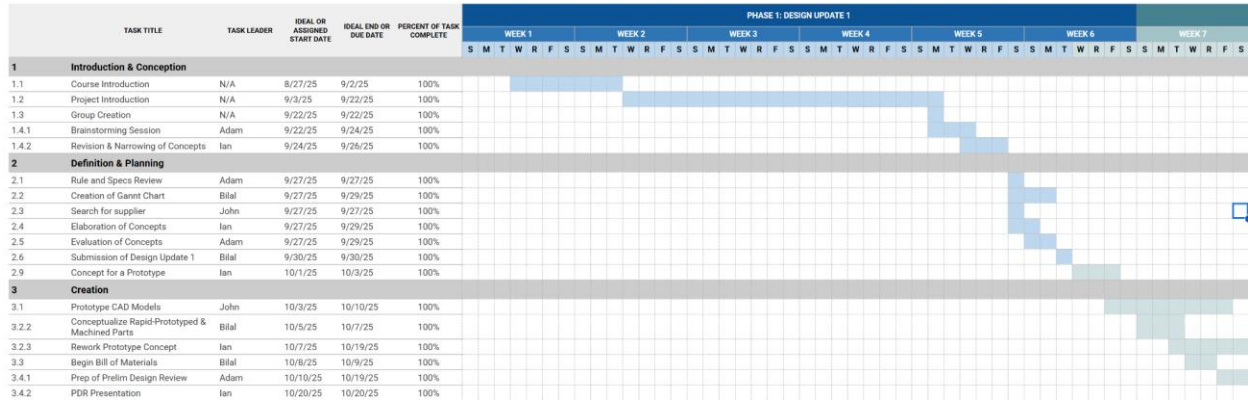 PHASE 1: DESIGN UPDATE 1
TASK TITLE TASK LEADER IDEAL OR ASSIGNED START DATE IDEAL END OR DUE DATE PERCENT OF TASK COMPLETE
WEEK 1 WEEK 2 WEEK 3 WEEK 4 WEEK 5 WEEK 6 WEEK 7
S M T W R F S S M T W R F S S M T W R F S S M T W R F S S M T W R F S S M T W R F S S M T W R F S
1 Introduction & Conception
1.1 Course Introduction N/A 8/27/25 9/2/25 100%
1.2 Project Introduction N/A 9/3/25 9/22/25 100%
1.3 Group Creation N/A 9/22/25 9/22/25 100%
1.4.1 Brainstorming Session Adam 9/22/25 9/24/25 100%
1.4.2 Revision & Narrowing of Concepts Ian 9/24/25 9/26/25 100%
2 Definition & Planning
2.1 Rule and Specs Review Adam 9/27/25 9/27/25 100%
2.2 Creation of Gannt Chart Bilal 9/27/25 9/29/25 100%
2.3 Search for supplier John 9/27/25 9/27/25 100%
2.4 Elaboration of Concepts Ian 9/27/25 9/29/25 100%
2.5 Evaluation of Concepts Adam 9/27/25 9/29/25 100%
2.6 Submission of Design Update 1 Bilal 9/30/25 9/30/25 100%
2.9 Concept for a Prototype Ian 10/1/25 10/3/25 100%
3 Creation
3.1 Prototype CAD Models John 10/3/25 10/10/25 100%
3.2.2 Conceptualize Rapid-Prototyped & Machined Parts Bilal 10/5/25 10/7/25 100%
3.2.3 Rework Prototype Concept Ian 10/7/25 10/19/25 100%
3.3 Begin Bill of Materials Bilal 10/8/25 10/9/25 100%
3.4.1 Prep of Prelim Design Review Adam 10/10/25 10/19/25 100%
3.4.2 PDR Presentation Ian 10/20/25 10/20/25 100%